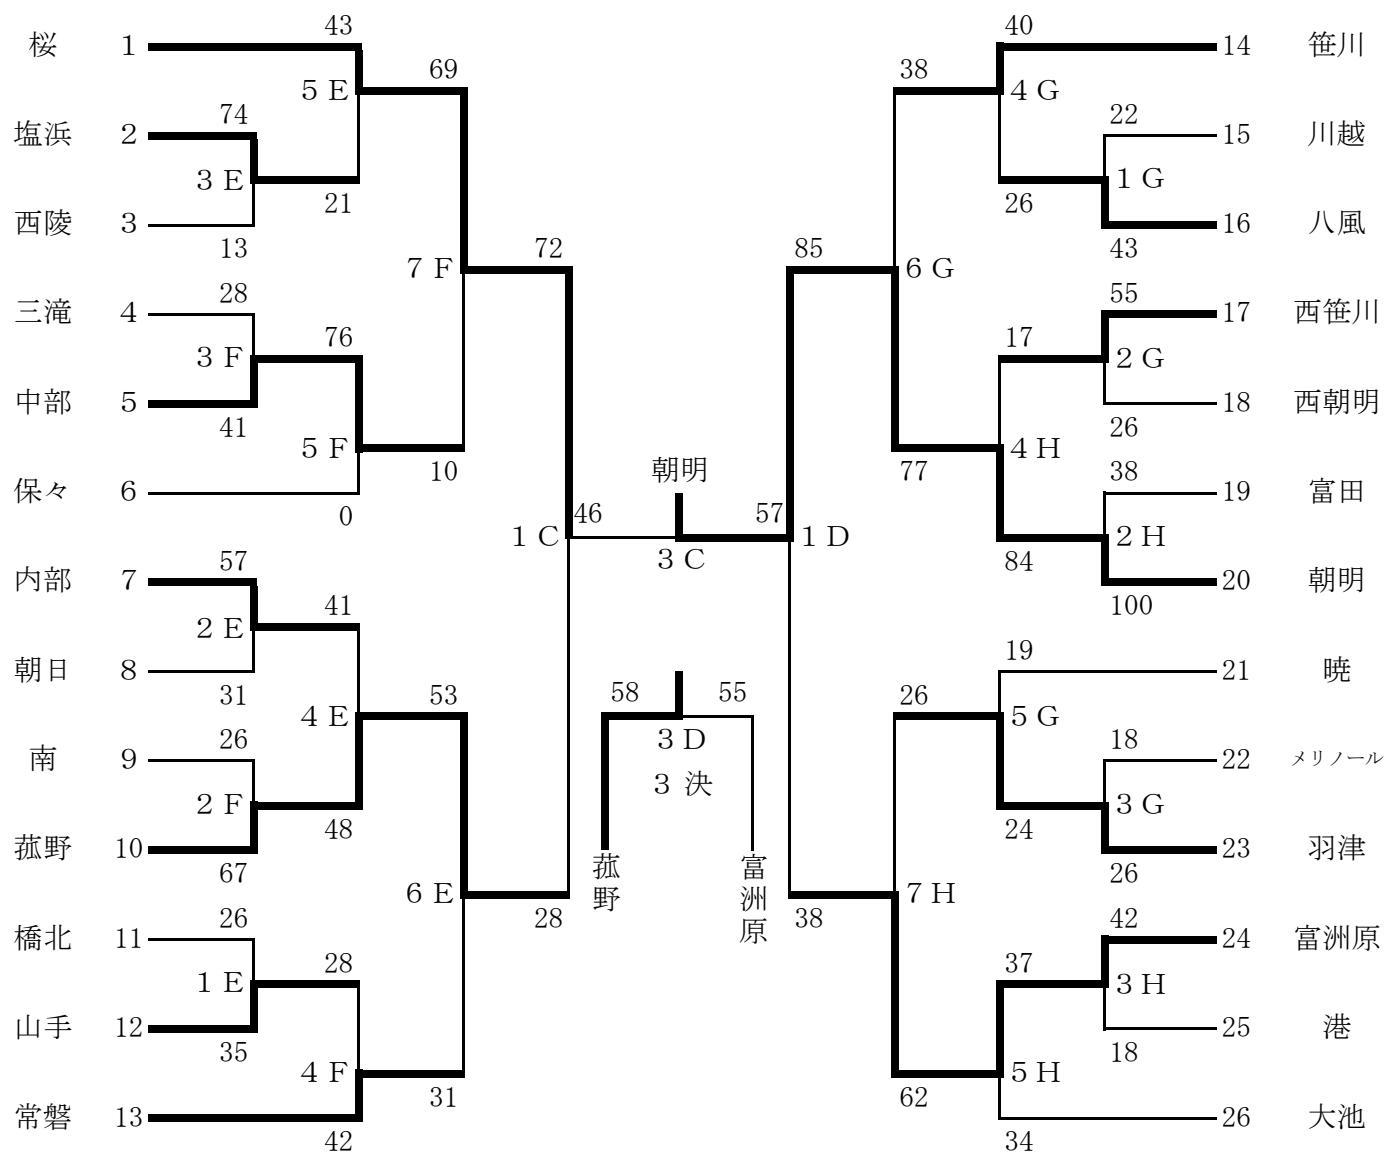 43 40
桜 1 14 笹川
69 38
5 E 4 G
74 22
塩浜 2 15 川越
3 E 1 G
21 26
西陵 3 16 八風
13 43
72 85
7 F 6 G
28 55
三滝 4 17 西笹川
76 17
3 F 2 G
中部 5 18 西朝明
41 26
5 F 4 H
10 朝明 77 38
保々 6 19 富田
0 46 57
1 C 1 D 2 H
3 C
57 84
内部 7 20 朝明
41 100
2 E
19
朝日 8 21 暁
31 53 58 55 26
4 E 5 G
26 3 D 18
南 9 22 メリノール
3 決
2 F 3 G
48 24
菰野 10 23 羽津
67 菰野 富洲原 26
6 E 7 H
26 28 38 42
橋北 11 24 富洲原
28 37
1 E 3 H
山手 12 25 港
35 18
4 F 5 H
31 62
常磐 13 26 大池
42 34